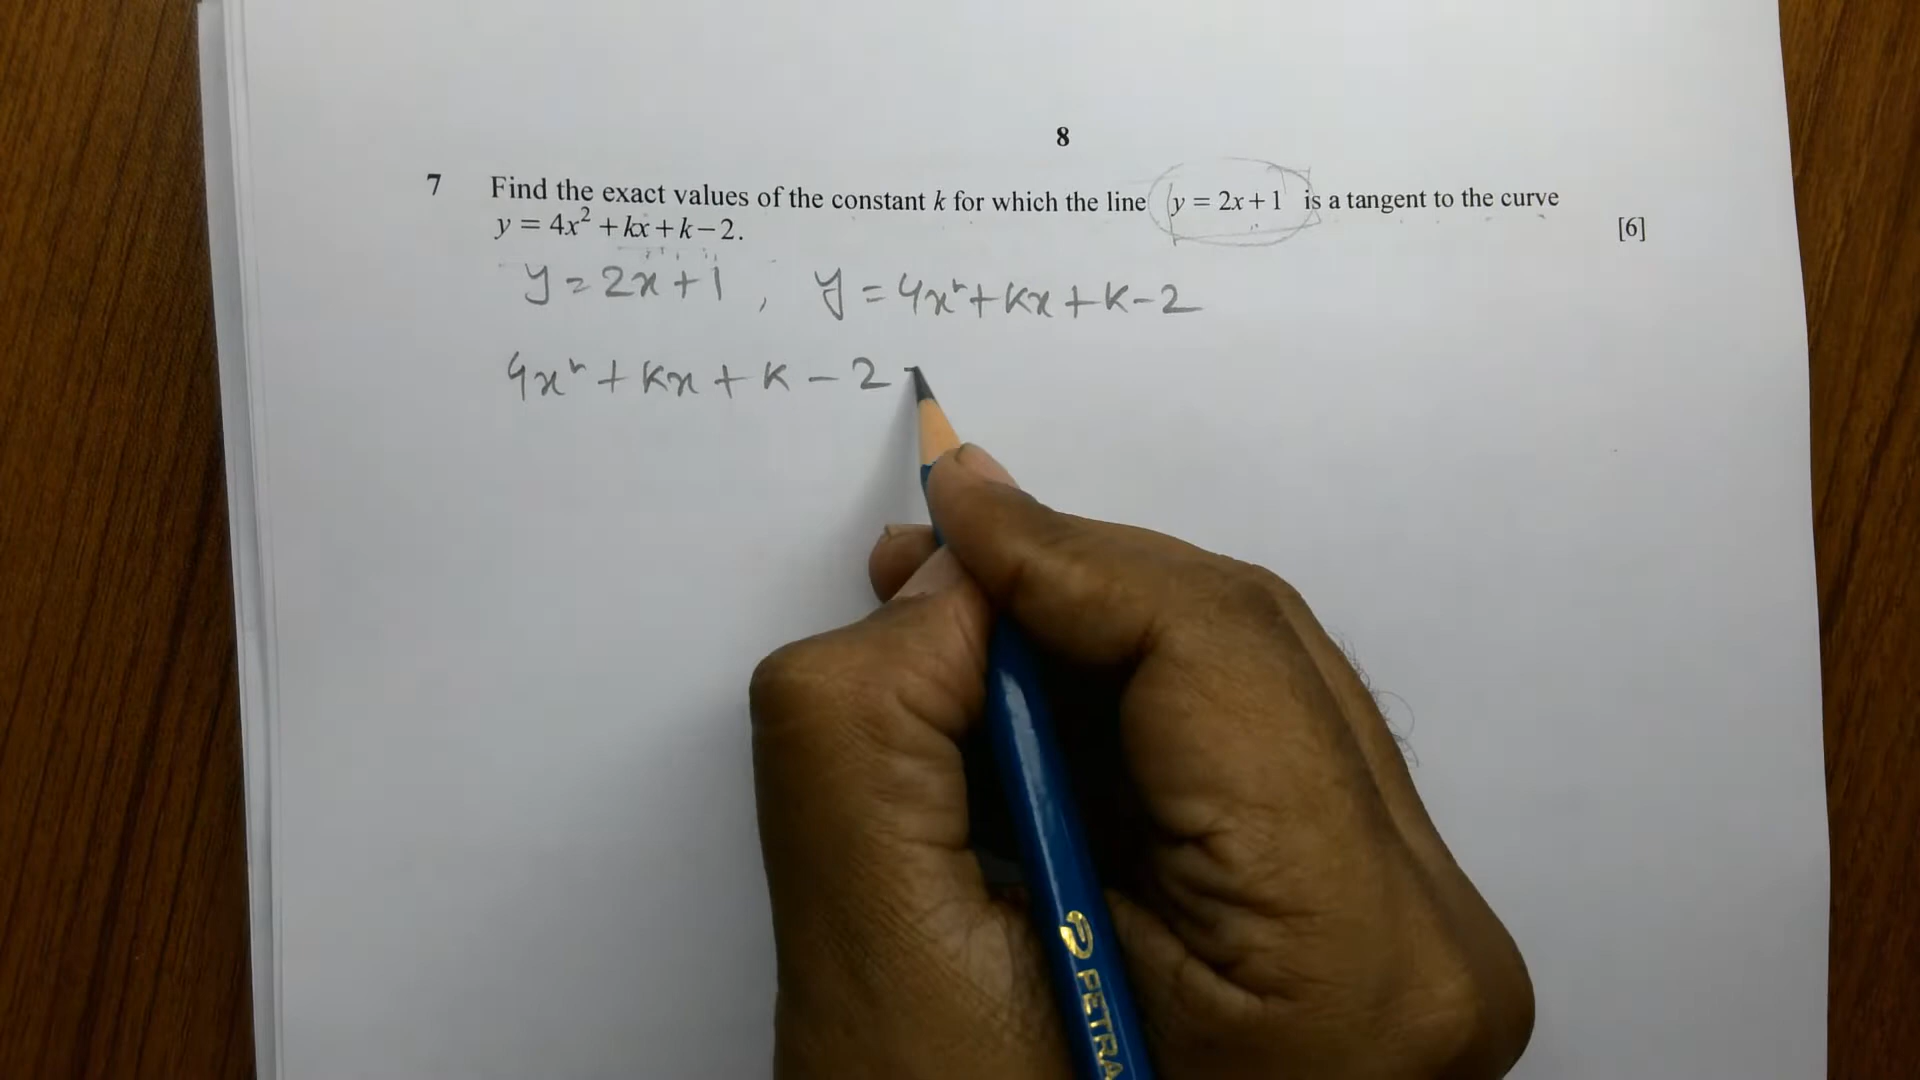 8
7 Find the exact values of the constant k for which the line y = 2x+1 is a tangent to the curve
y = 4x² + kx + k − 2. [6]
y = 2x + 1 , y = 4x² + kx + k - 2
4x² + kx + k - 2
PETRA